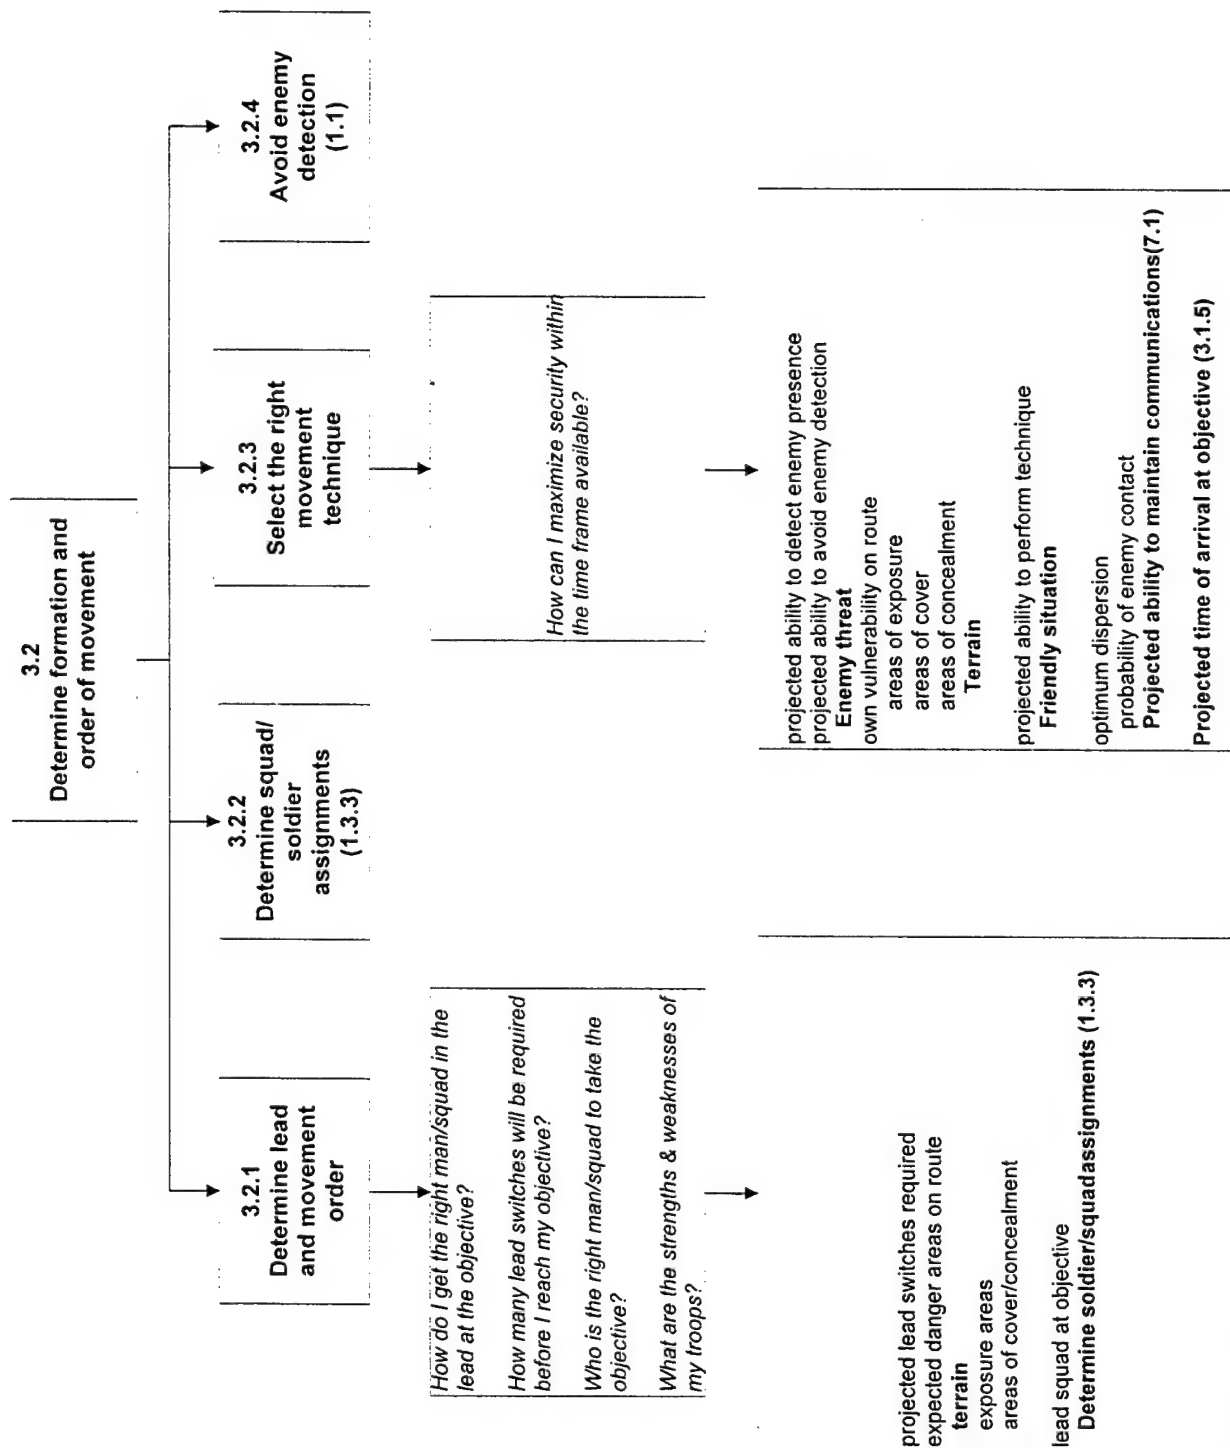 3.2
Determine formation and
order of movement
3.2.1
Determine lead
and movement
order
3.2.2
Determine squad/
soldier
assignments
(1.3.3)
3.2.3
Select the right
movement
technique
3.2.4
Avoid enemy
detection
(1.1)
How do I get the right man/squad in the
lead at the objective?
How many lead switches will be required
before I reach my objective?
Who is the right man/squad to take the
objective?
What are the strengths & weaknesses of
my troops?
How can I maximize security within
the time frame available?
projected lead switches required
expected danger areas on route
terrain
exposure areas
areas of cover/concealment
lead squad at objective
Determine soldier/squadassignments (1.3.3)
projected ability to detect enemy presence
projected ability to avoid enemy detection
Enemy threat
own vulnerability on route
areas of exposure
areas of cover
areas of concealment
Terrain
projected ability to perform technique
Friendly situation
optimum dispersion
probability of enemy contact
Projected ability to maintain communications(7.1)
Projected time of arrival at objective (3.1.5)